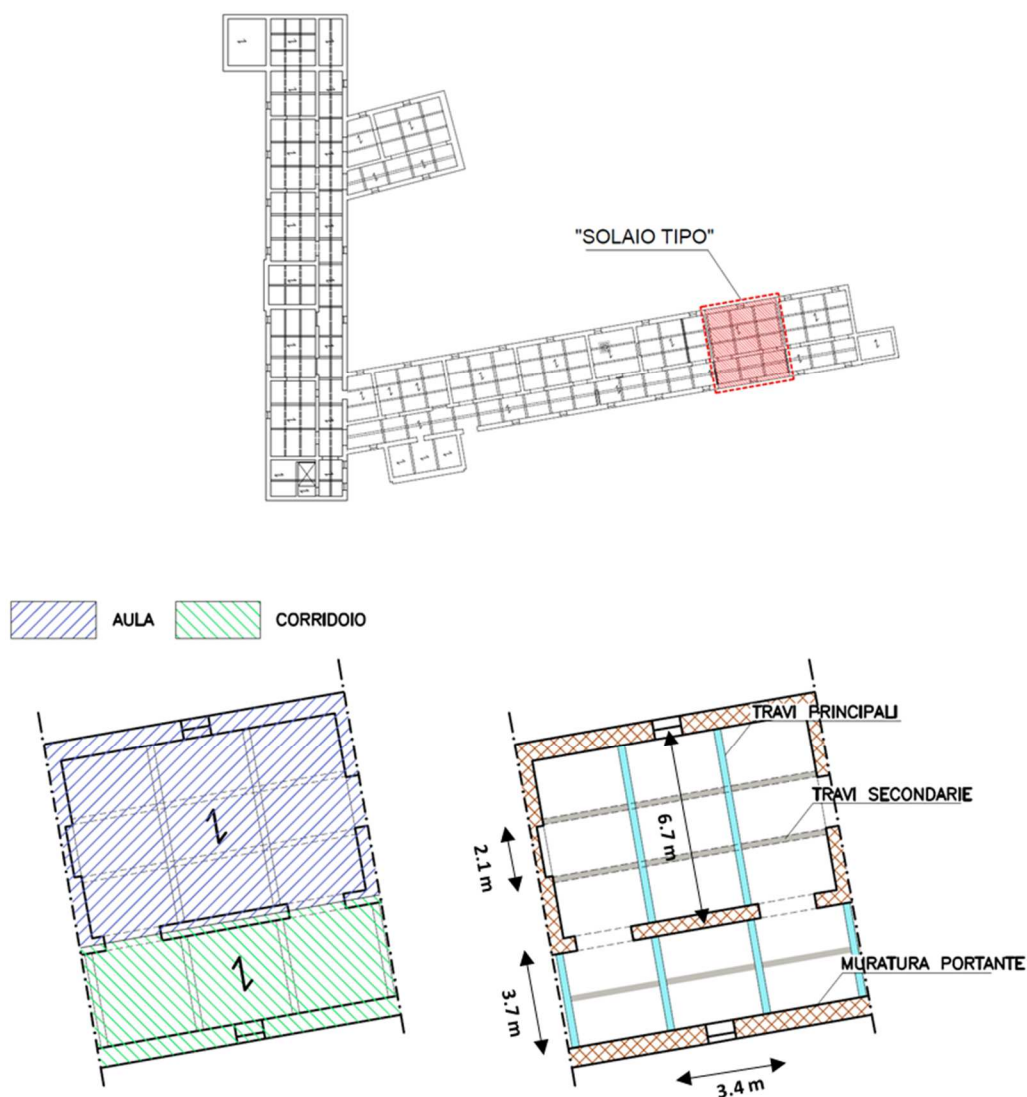 "SOLAIO TIPO"
AULA
CORRIDOIO
TRAVI PRINCIPALI
TRAVI SECONDARIE
6.7 m
2.1 m
MURATURA PORTANTE
3.7 m
3.4 m